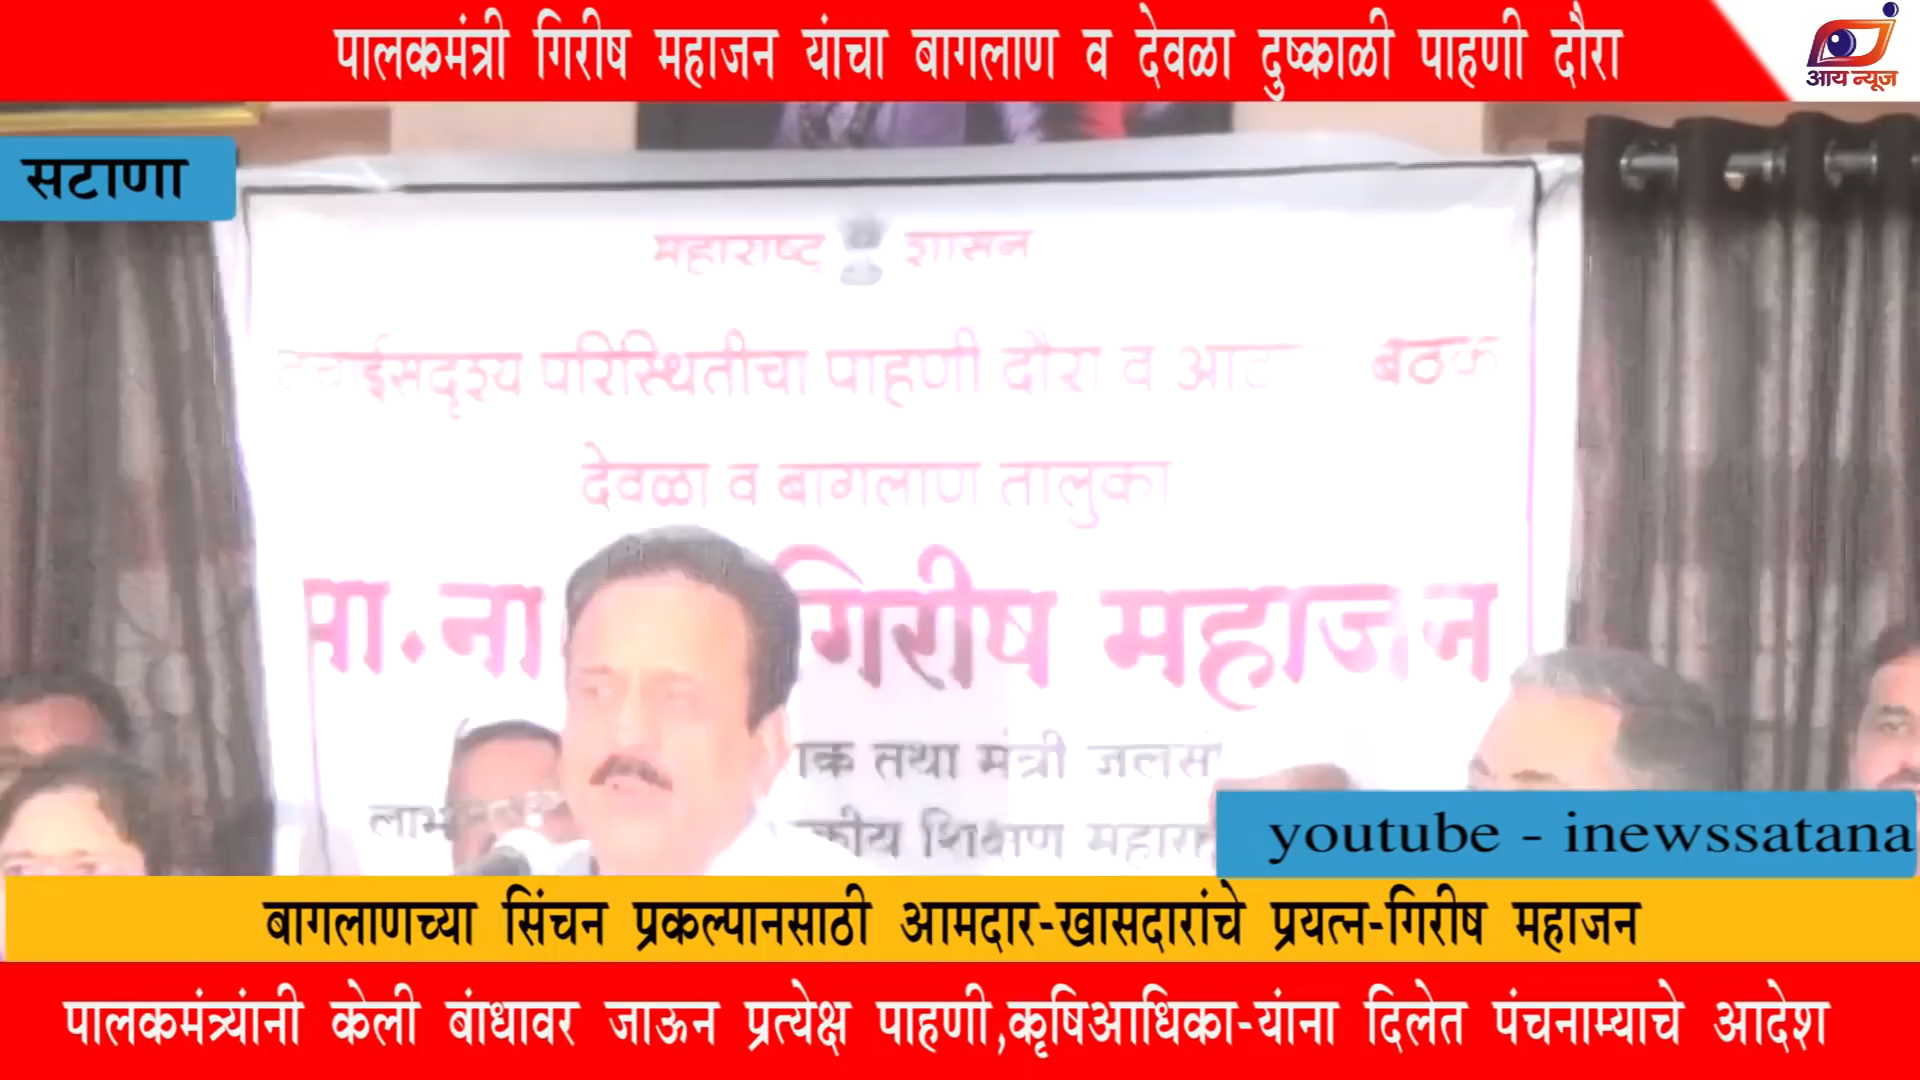 पालकमंत्री गिरीष महाजन यांचा बागलाण व देवळा दुष्काळी पाहणी दौरा
आय न्यूज
सटाणा
महाराष्ट्र शासन
परिस्थितीचा पाहणी दौरा व
देवळा व बागलाण तालुका
मा.ना गिरीष महाजन
तथा मंत्री
शिक्षण
youtube - inewssatana
बागलाणच्या सिंचन प्रकल्पानसाठी आमदार-खासदारांचे प्रयत्न-गिरीष महाजन
पालकमंत्र्यांनी केली बांधावर जाऊन प्रत्येक्ष पाहणी,कृषिआधिका-यांना दिलेत पंचनाम्याचे आदेश